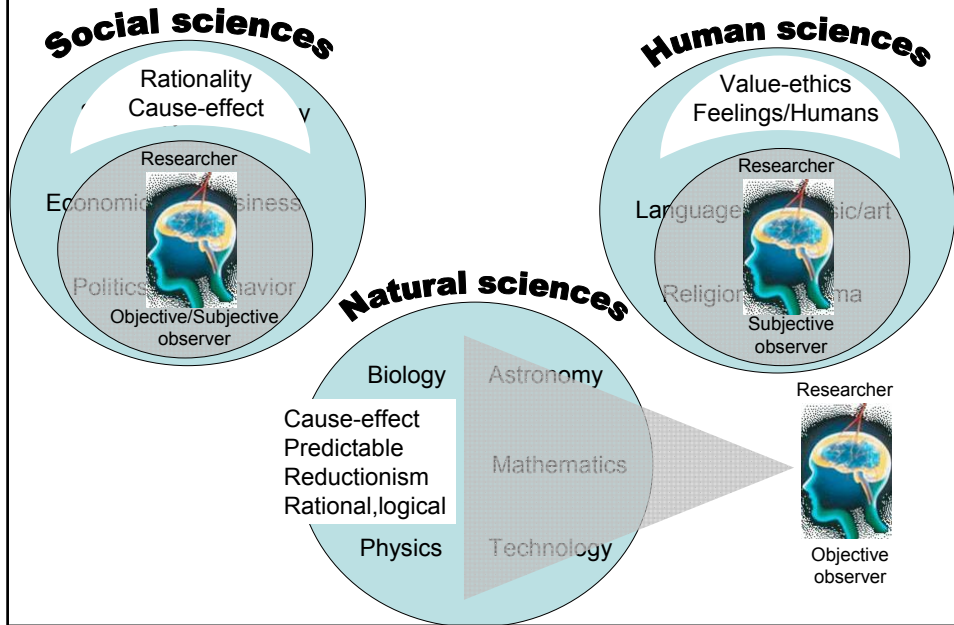 Social sciences
Rationality
Cause-effect
Researcher
Politics
Objective/Subjective
observer
Human sciences
Value-ethics
Feelings/Humans
Researcher
Subjective
observer
Natural sciences
Biology Astronomy
Cause-effect
Predictable
Reductionism
Rational,logical
Mathematics
Physics Technology
Researcher
Objective
observer